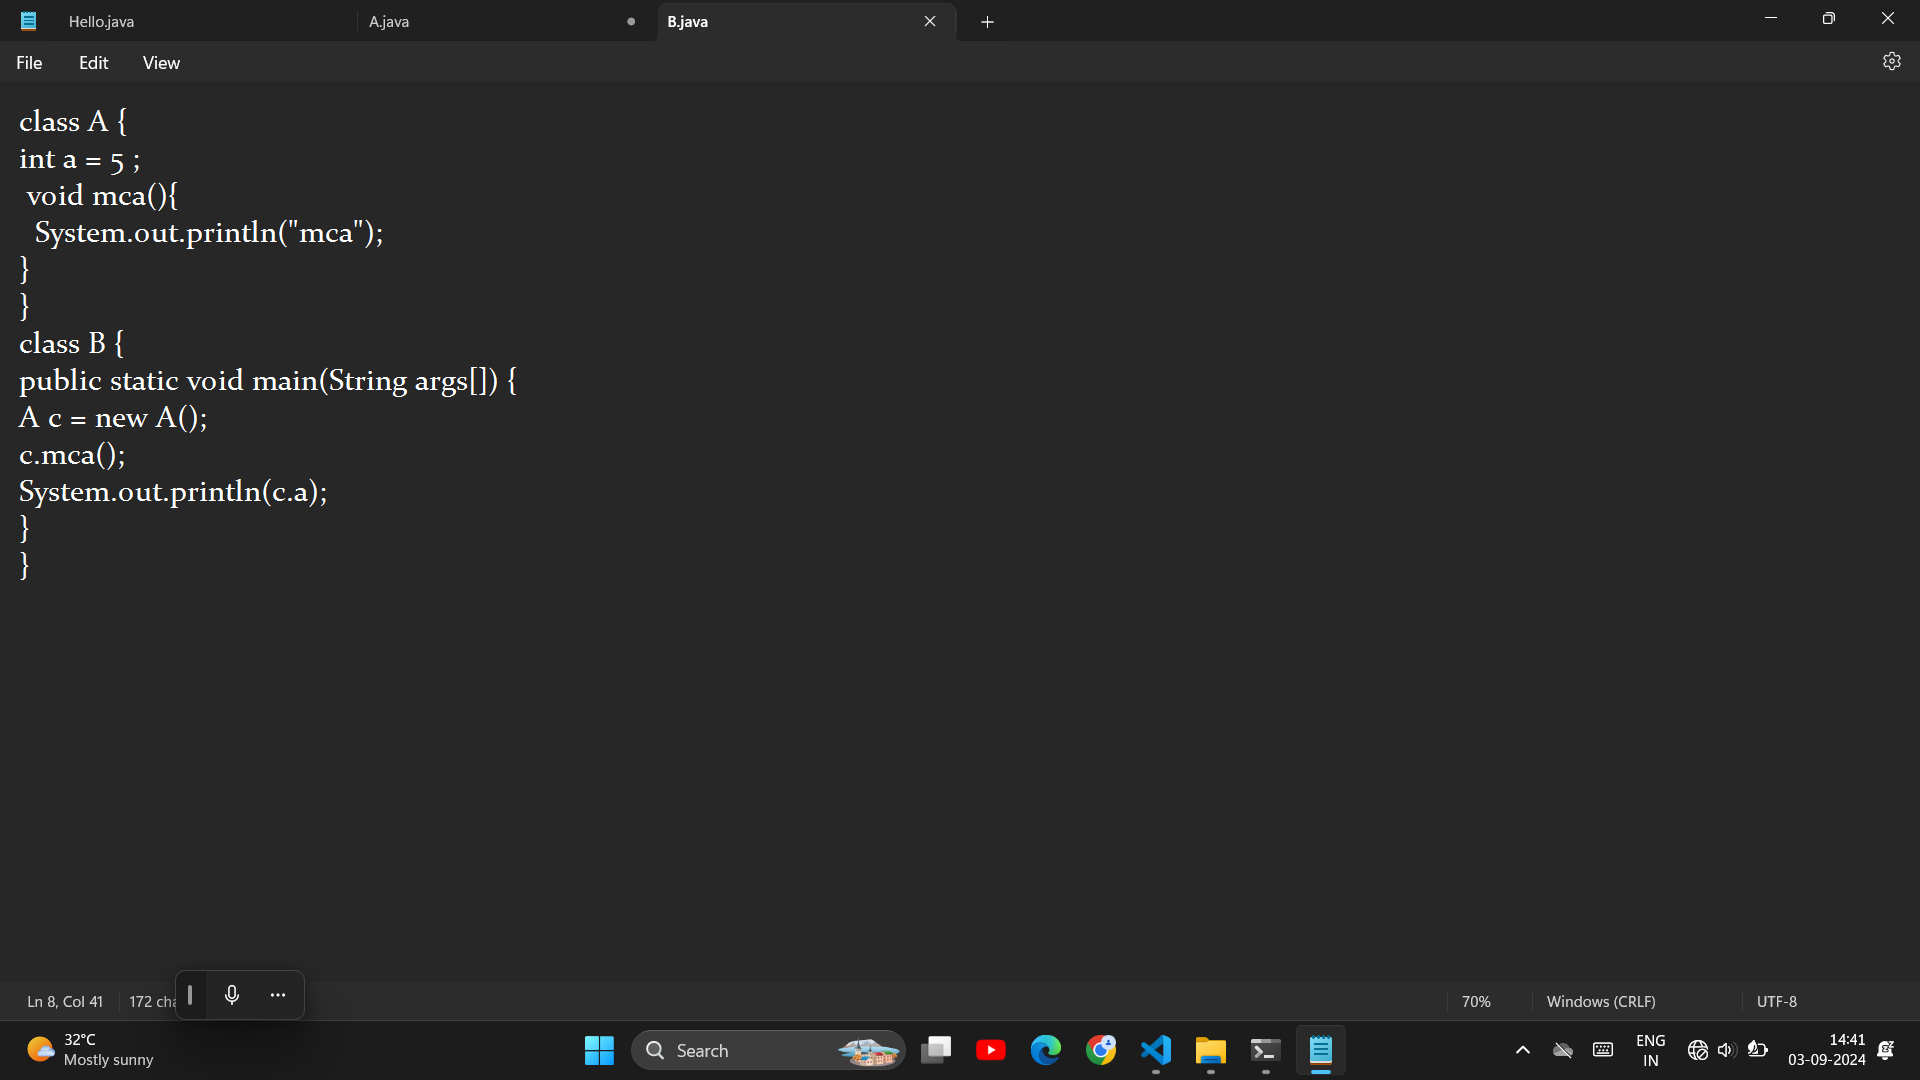 Hello.java
A.java
B.java
File Edit View
class A {
int a = 5 ;
void mca(){
System.out.println("mca");
}
}
class B {
public static void main(String args[]) {
A c = new A();
c.mca();
System.out.println(c.a);
}
}
Ln 8, Col 41
172 cha
70%
Windows (CRLF)
UTF-8
32°C
Mostly sunny
Search
ENG
IN
14:41
03-09-2024